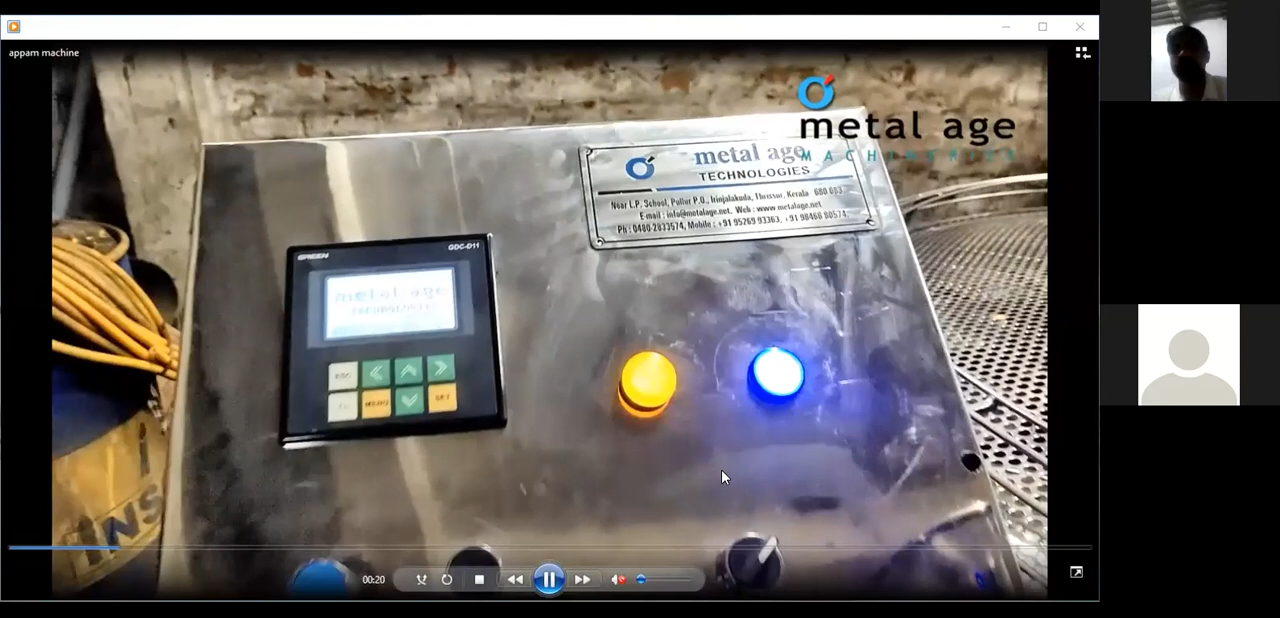 appam machine
metal age
MACHINERIES
metal age
TECHNOLOGIES
Near L.P. School, Pullur P.O., Irinjalakuda, Thrissur, Kerala 680 683
E-mail : info@metalage.net, Web : www.metalage.net
Ph : 0480-2833574, Mobile : +91 95269 93363, +91 98466 80574
GREEN
GDC-D11
metal age
TECHNOLOGIES
ESC
SET
INS
00:20